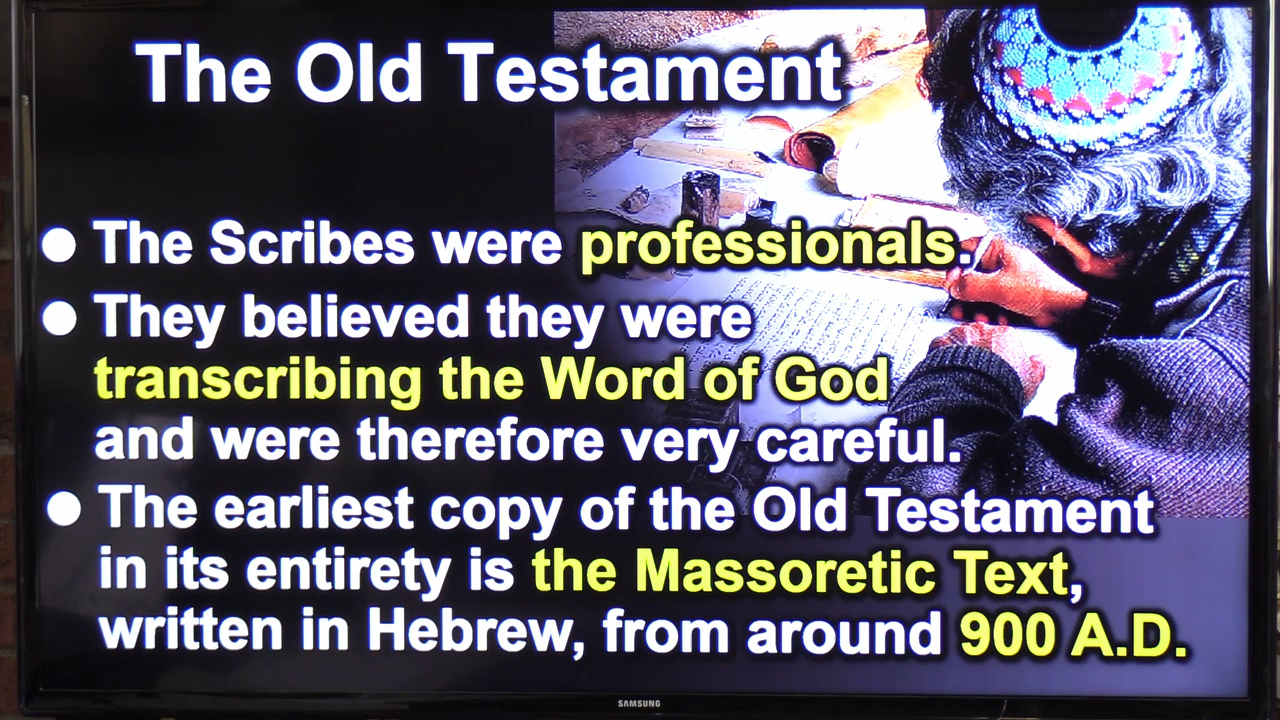 The Old Testament
● The Scribes were professionals.
● They believed they were
transcribing the Word of God
and were therefore very careful.
● The earliest copy of the Old Testament
in its entirety is the Massoretic Text,
written in Hebrew, from around 900 A.D.
SAMSUNG